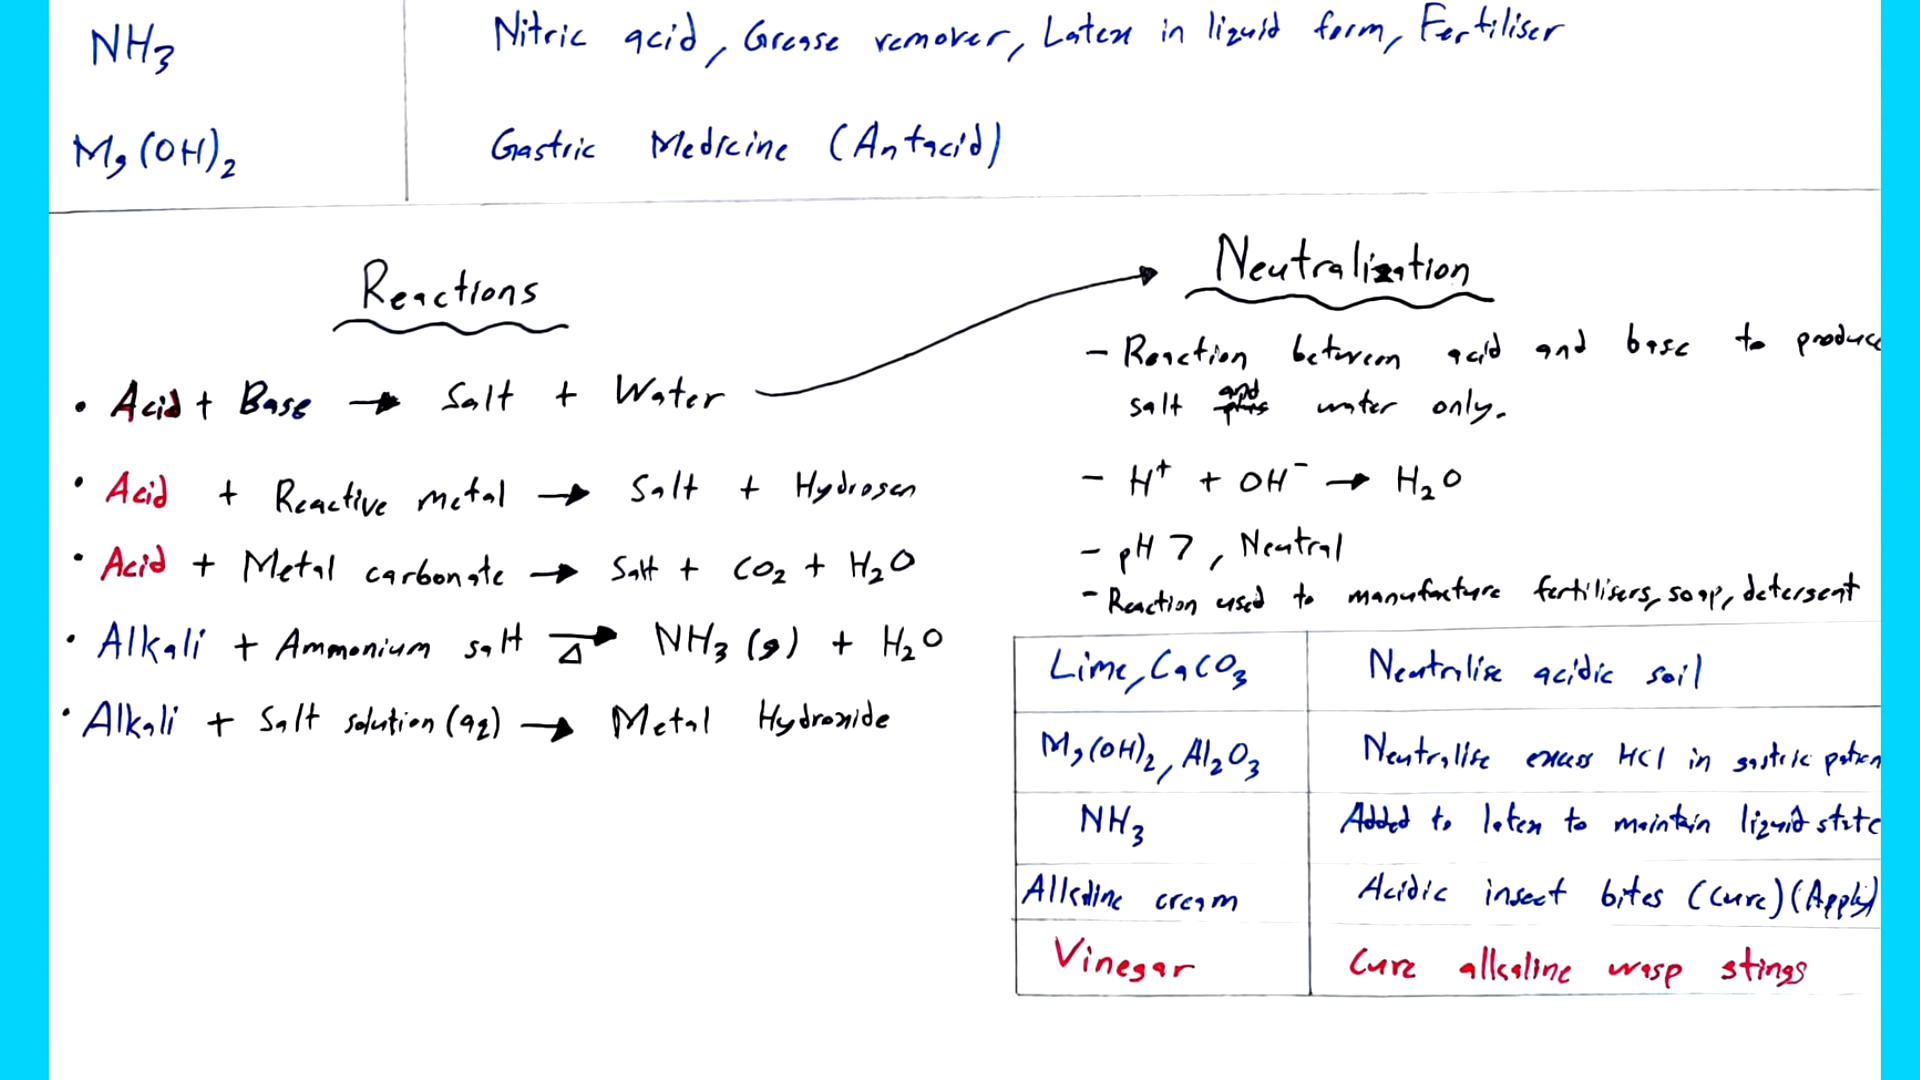 NH3 Nitric acid, Grease remover, Latex in liquid form, Fertiliser
Mg(OH)2 Gastric Medicine (Antacid)
Reactions
• Acid + Base → Salt + Water
• Acid + Reactive metal → Salt + Hydrogen
• Acid + Metal carbonate → Salt + CO2 + H2O
• Alkali + Ammonium salt →Δ NH3 (g) + H2O
• Alkali + Salt solution (aq) → Metal Hydroxide
Neutralization
- Reaction between acid and base to produce
salt and water only.
- H+ + OH- → H2O
- pH 7, Neutral
- Reaction used to manufacture fertilisers, soap, detergent
Lime, CaCO3 Neutralise acidic soil
Mg(OH)2, Al2O3 Neutralise excess HCl in gastric patien
NH3 Added to latex to maintain liquid state
Alkaline cream Acidic insect bites (Cure) (Apply)
Vinegar Cure alkaline wasp stings